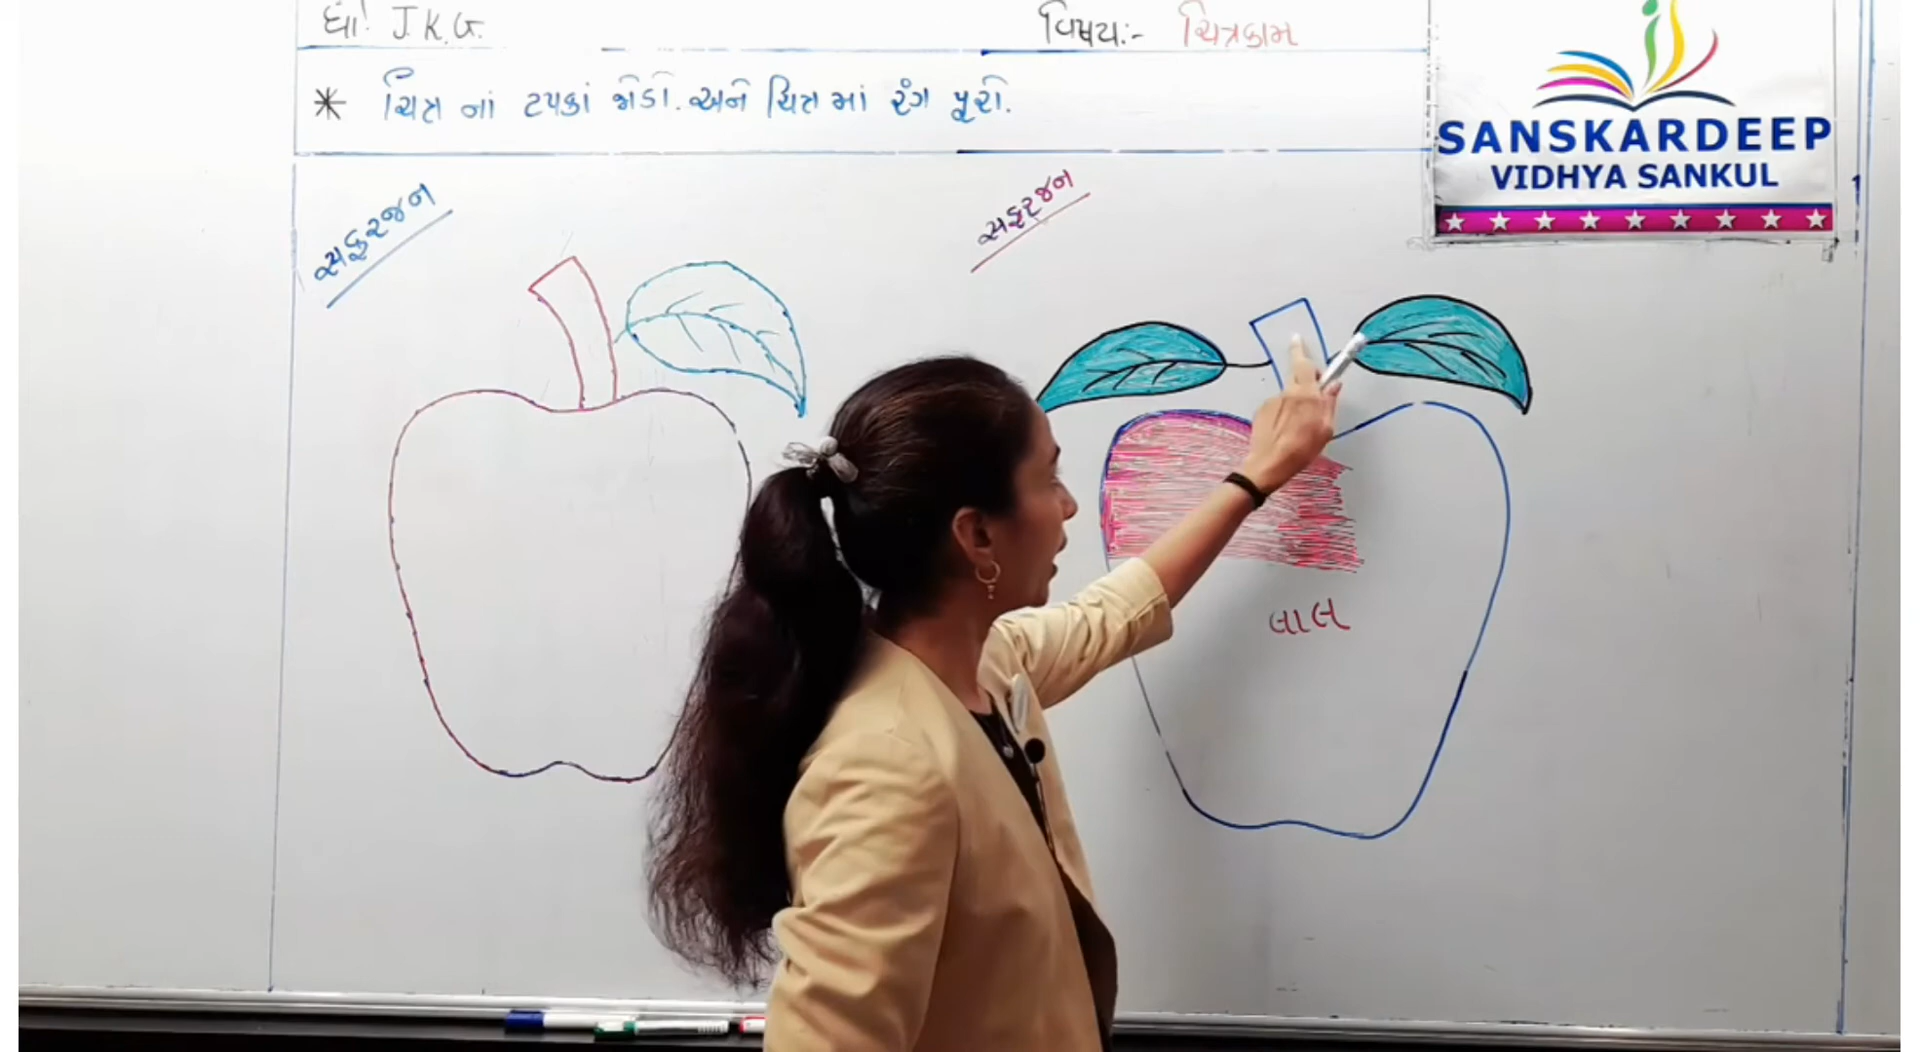 ધો! J.K.G.
વિષય:- ચિત્રકામ
* ચિત્ર નાં ટપકાં જોડો. અને ચિત્ર માં રંગ પૂરો.
સફરજન
સફરજન
લાલ
SANSKARDEEP
VIDHYA SANKUL